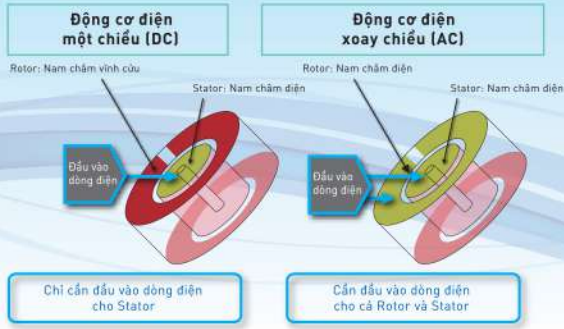 Động cơ điện
một chiều (DC)
Rotor: Nam châm vĩnh cửu
Stator: Nam châm điện
Đầu vào
dòng điện
Chỉ cần đầu vào dòng điện
cho Stator
Động cơ điện
xoay chiều (AC)
Rotor: Nam châm điện
Stator: Nam châm điện
Đầu vào
dòng điện
Cần đầu vào dòng điện
cho cả Rotor và Stator